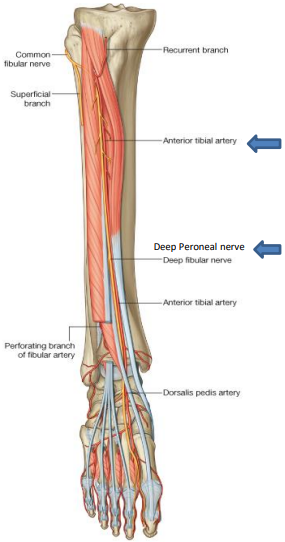 Common
fibular nerve
Recurrent branch
Superficial
branch
Anterior tibial artery
Deep Peroneal nerve
Deep fibular nerve
Anterior tibial artery
Perforating branch
of fibular artery
Dorsalis pedis artery